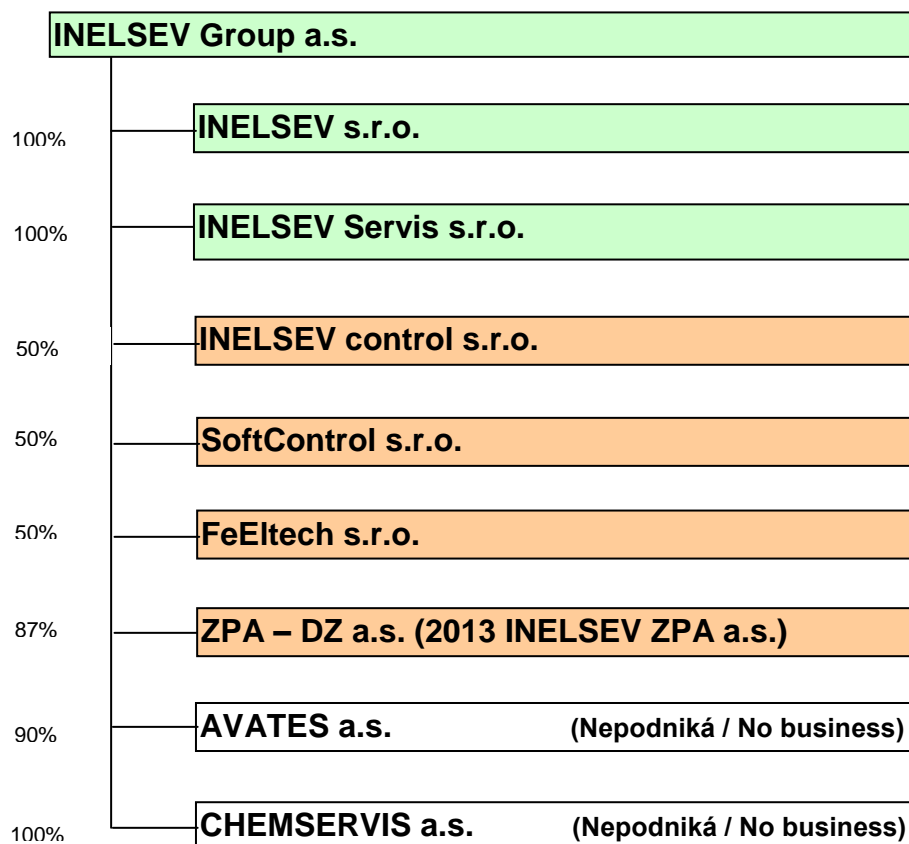 INELSEV Group a.s.
100% INELSEV s.r.o.
100% INELSEV Servis s.r.o.
50% INELSEV control s.r.o.
50% SoftControl s.r.o.
50% FeEltech s.r.o.
87% ZPA – DZ a.s. (2013 INELSEV ZPA a.s.)
90% AVATES a.s. (Nepodniká / No business)
100% CHEMSERVIS a.s. (Nepodniká / No business)